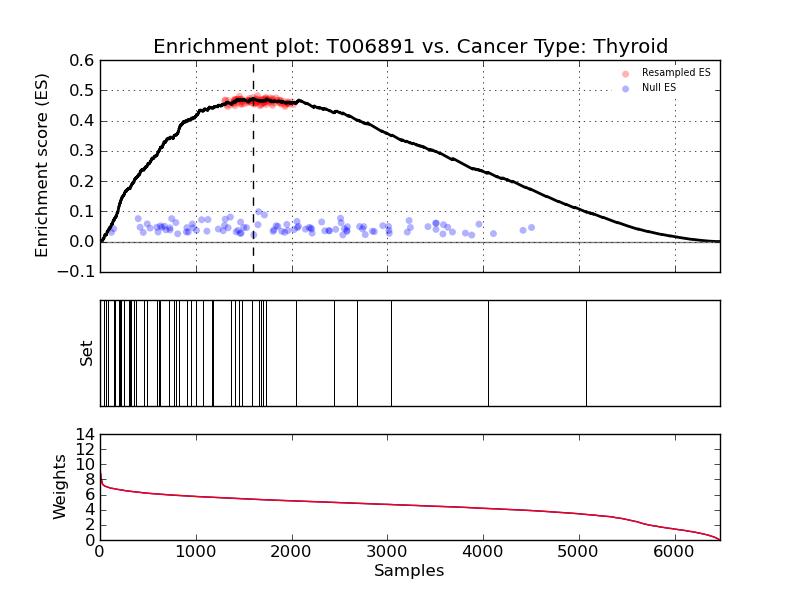 Enrichment plot: T006891 vs. Cancer Type: Thyroid
Enrichment score (ES)
0.6
0.5
0.4
0.3
0.2
0.1
0.0
−0.1
Resampled ES
Null ES
Set
Weights
14
12
10
8
6
4
2
0
0 1000 2000 3000 4000 5000 6000
Samples